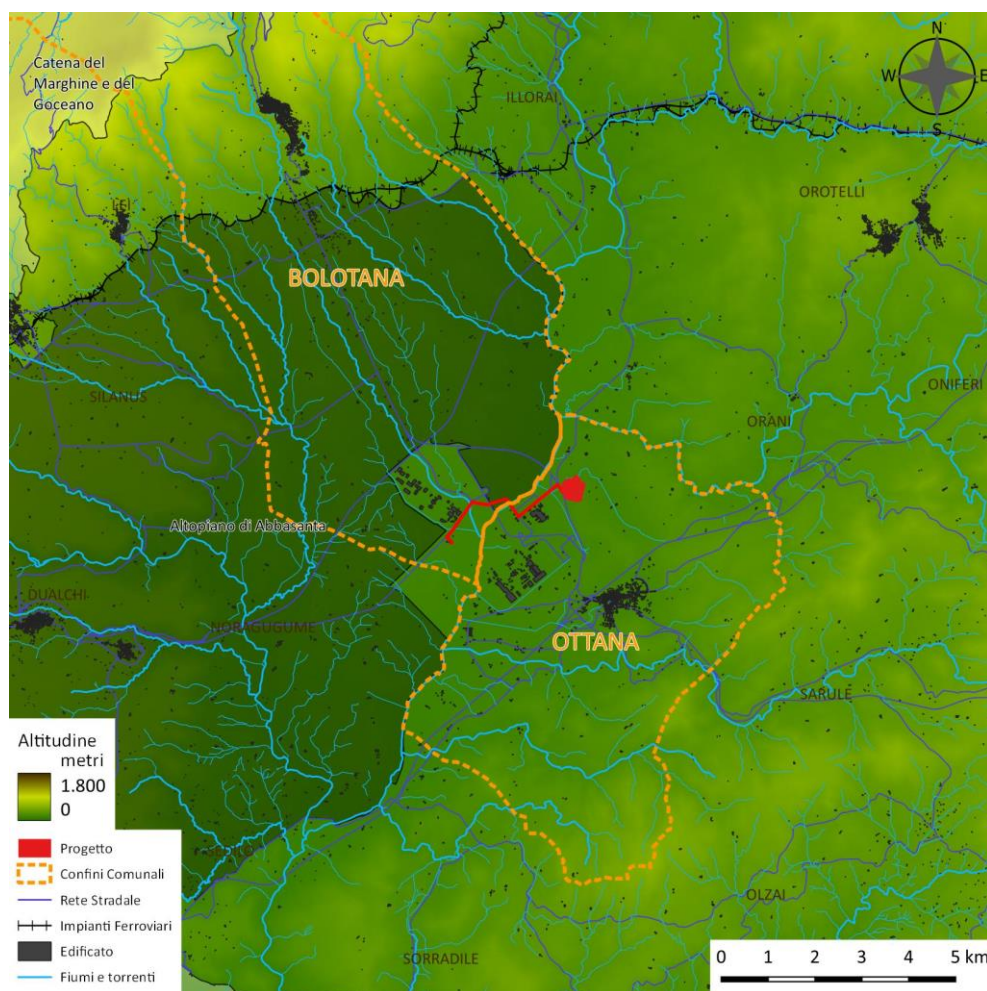 Catena del
Marghine e del
Goceano
N
W
E
S
ILLORAI
OROTELLI
LEI
BOLOTANA
SILANUS
ONIFERI
ORANI
Altopiano di Abbasanta
DUALCHI
NORAGUGUME
OTTANA
SARULE
Altitudine
metri
1.800
0
Progetto
Confini Comunali
Rete Stradale
Impianti Ferroviari
Edificato
Fiumi e torrenti
SEDILO
OLZAI
SORRADILE
0 1 2 3 4 5 km